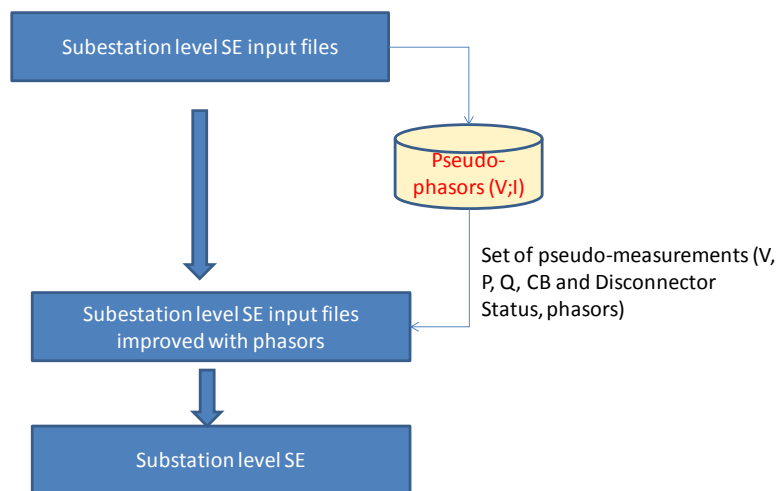 Subestation level SE input files
Pseudo-
phasors (V;I)
Set of pseudo-measurements (V,
P, Q, CB and Disconnector
Status, phasors)
Subestation level SE input files
improved with phasors
Substation level SE